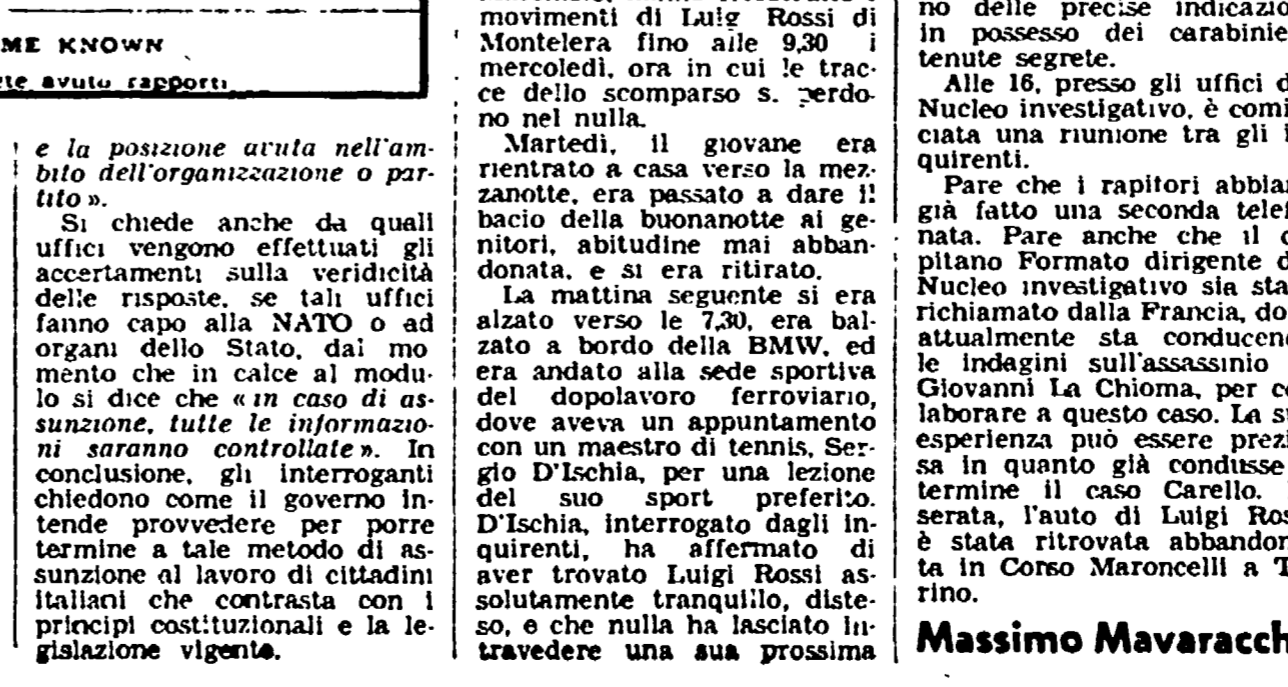 ME KNOWN
te avuto rapporti
e la posizione avuta nell'am-
bito dell'organizzazione o par-
tito ».
Si chiede anche da quali
uffici vengono effettuati gli
accertamenti sulla veridicità
delle risposte, se tali uffici
fanno capo alla NATO o ad
organi dello Stato, dal mo
mento che in calce al modu-
lo si dice che « in caso di as-
sunzione, tutte le informazio-
ni saranno controllate ». In
conclusione, gli interroganti
chiedono come il governo in-
tende provvedere per porre
termine a tale metodo di as-
sunzione al lavoro di cittadini
italiani che contrasta con i
principi costituzionali e la le-
gislazione vigente.
movimenti di Luig Rossi di
Montelera fino alle 9,30 i
mercoledì, ora in cui le trac-
ce dello scomparso s. perdo-
no nel nulla.
Martedì, il giovane era
rientrato a casa verso la mez-
zanotte, era passato a dare il
bacio della buonanotte ai ge-
nitori, abitudine mai abban-
donata, e si era ritirato.
La mattina seguente si era
alzato verso le 7,30, era bal-
zato a bordo della BMW, ed
era andato alla sede sportiva
del dopolavoro ferroviario,
dove aveva un appuntamento
con un maestro di tennis, Ser-
gio D'Ischia, per una lezione
del suo sport preferito.
D'Ischia, interrogato dagli in-
quirenti, ha affermato di
aver trovato Luigi Rossi as-
solutamente tranquillo, diste-
so, e che nulla ha lasciato in-
travedere una sua prossima
no delle precise indicazio
in possesso dei carabinie
tenute segrete.
Alle 16, presso gli uffici d
Nucleo investigativo, è comi
ciata una riunione tra gli i
quirenti.
Pare che i rapitori abbian
già fatto una seconda telef
nata. Pare anche che il c
pitano Formato dirigente d
Nucleo investigativo sia sta
richiamato dalla Francia, do
attualmente sta conducen
le indagini sull'assassinio
Giovanni La Chioma, per co
laborare a questo caso. La s
esperienza può essere prezi
sa in quanto già condusse
termine il caso Carello.
serata, l'auto di Luigi Ros
è stata ritrovata abbandon
ta in Corso Maroncelli a T
rino.
Massimo Mavaracch